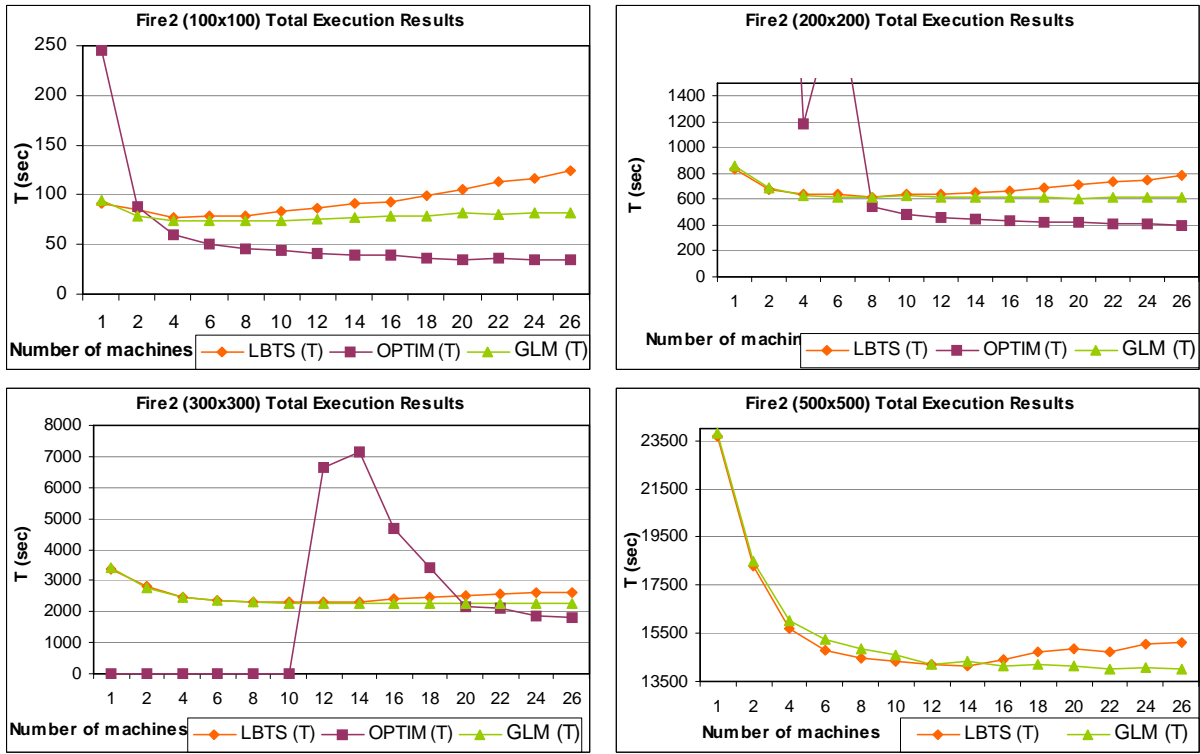 Fire2 (100x100) Total Execution Results
250
200
150
100
50
0
T (sec)
1 2 4 6 8 10 12 14 16 18 20 22 24 26
Number of machines
LBTS (T) OPTIM (T) GLM (T)
Fire2 (200x200) Total Execution Results
1400
1200
1000
800
600
400
200
0
T (sec)
1 2 4 6 8 10 12 14 16 18 20 22 24 26
Number of machin
LBTS (T) OPTIM (T) GLM (T)
Fire2 (300x300) Total Execution Results
8000
7000
6000
5000
4000
3000
2000
1000
0
T (sec)
1 2 4 6 8 10 12 14 16 18 20 22 24 26
Number of machines
LBTS (T) OPTIM (T) GLM (T)
Fire2 (500x500) Total Execution Results
23500
21500
19500
17500
15500
13500
T (sec)
1 2 4 6 8 10 12 14 16 18 20 22 24 26
Number of machines
LBTS (T) GLM (T)